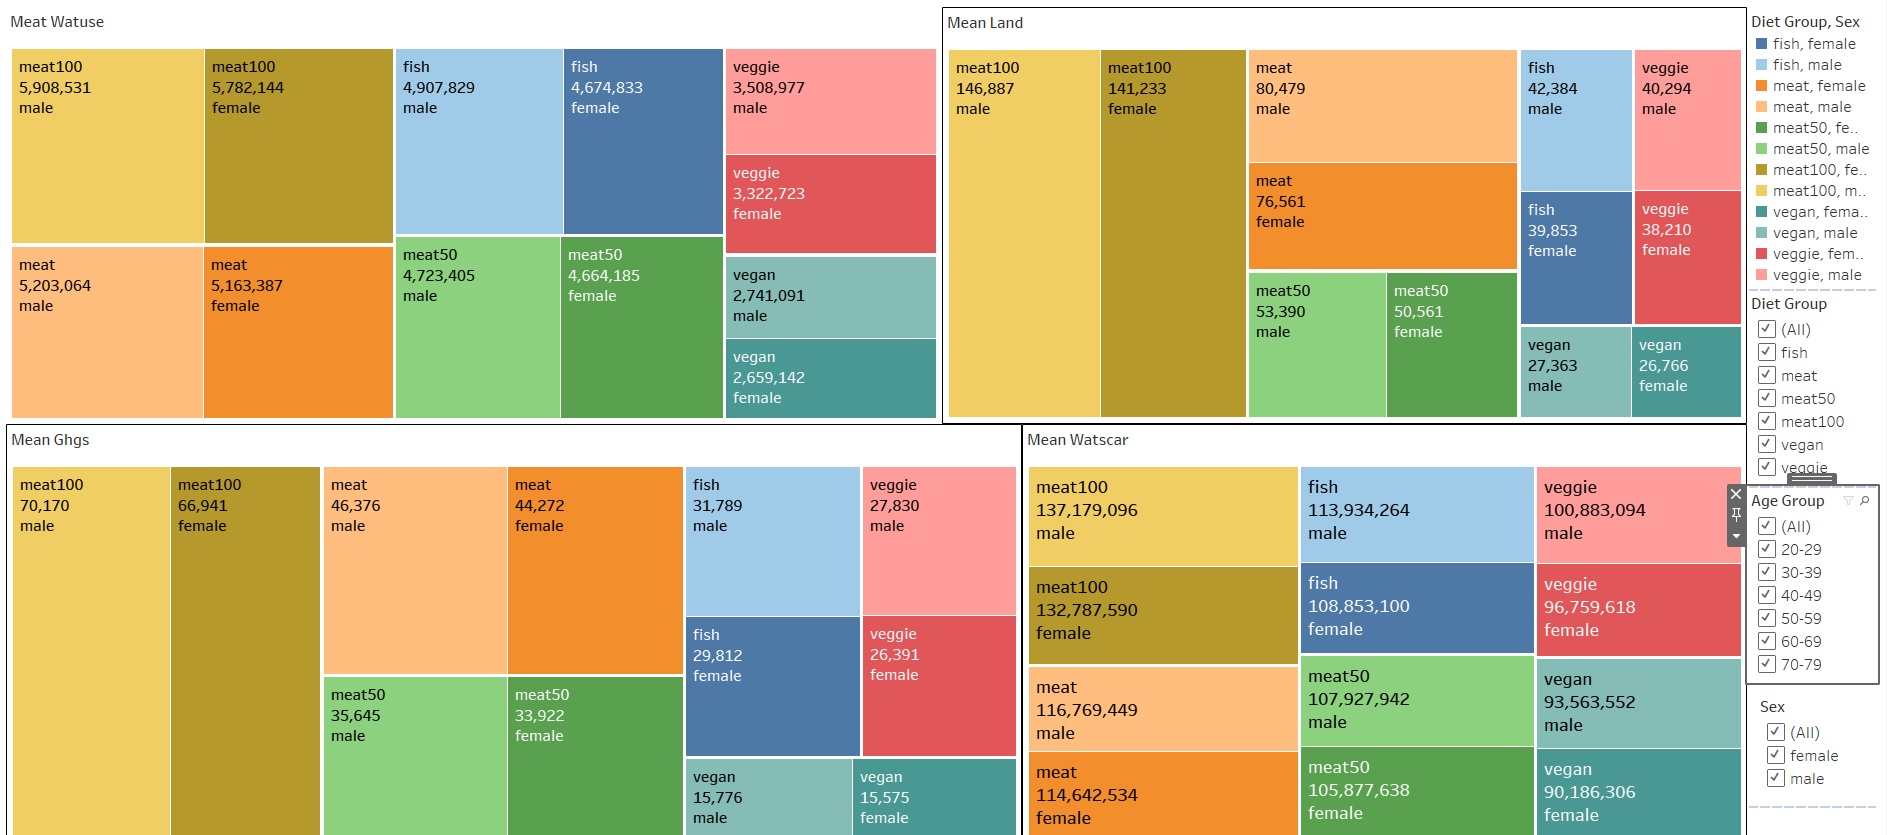 Meat Watuse
meat100
5,908,531
male
meat100
5,782,144
female
fish
4,907,829
male
fish
4,674,833
female
veggie
3,508,977
male
veggie
3,322,723
female
meat
5,203,064
male
meat
5,163,387
female
meat50
4,723,405
male
meat50
4,664,185
female
vegan
2,741,091
male
vegan
2,659,142
female
Mean Land
meat100
146,887
male
meat100
141,233
female
meat
80,479
male
meat
76,561
female
meat50
53,390
male
meat50
50,561
female
fish
42,384
male
veggie
40,294
male
fish
39,853
female
veggie
38,210
female
vegan
27,363
male
vegan
26,766
female
Mean Ghgs
meat100
70,170
male
meat100
66,941
female
meat
46,376
male
meat
44,272
female
meat50
35,645
male
meat50
33,922
female
fish
31,789
male
veggie
27,830
male
fish
29,812
female
veggie
26,391
female
vegan
15,776
male
vegan
15,575
female
Mean Watscar
meat100
137,179,096
male
meat100
132,787,590
female
meat
116,769,449
male
meat
114,642,534
female
fish
113,934,264
male
fish
108,853,100
female
meat50
107,927,942
male
meat50
105,877,638
female
veggie
100,883,094
male
veggie
96,759,618
female
vegan
93,563,552
male
vegan
90,186,306
female
Diet Group, Sex
fish, female
fish, male
meat, female
meat, male
meat50, fe..
meat50, male
meat100, fe..
meat100, m..
vegan, fema..
vegan, male
veggie, fem..
veggie, male
Diet Group
(All)
fish
meat
meat50
meat100
vegan
veggie
Age Group
(All)
20-29
30-39
40-49
50-59
60-69
70-79
Sex
(All)
female
male